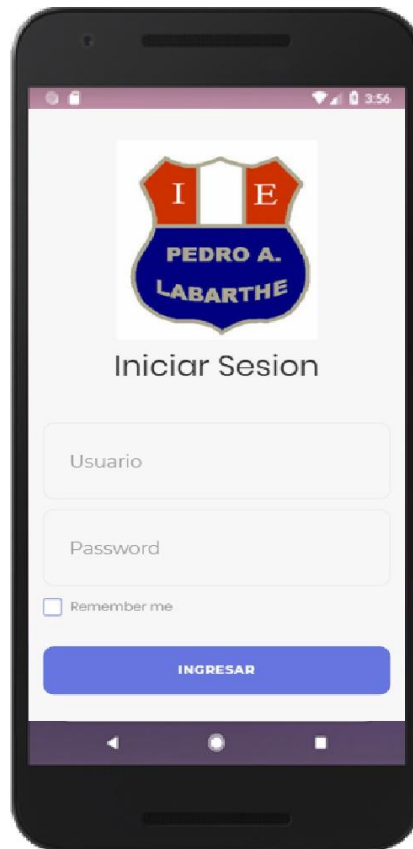 3:56
I E
PEDRO A.
LABARTHE
Iniciar Sesion
Usuario
Password
Remember me
INGRESAR